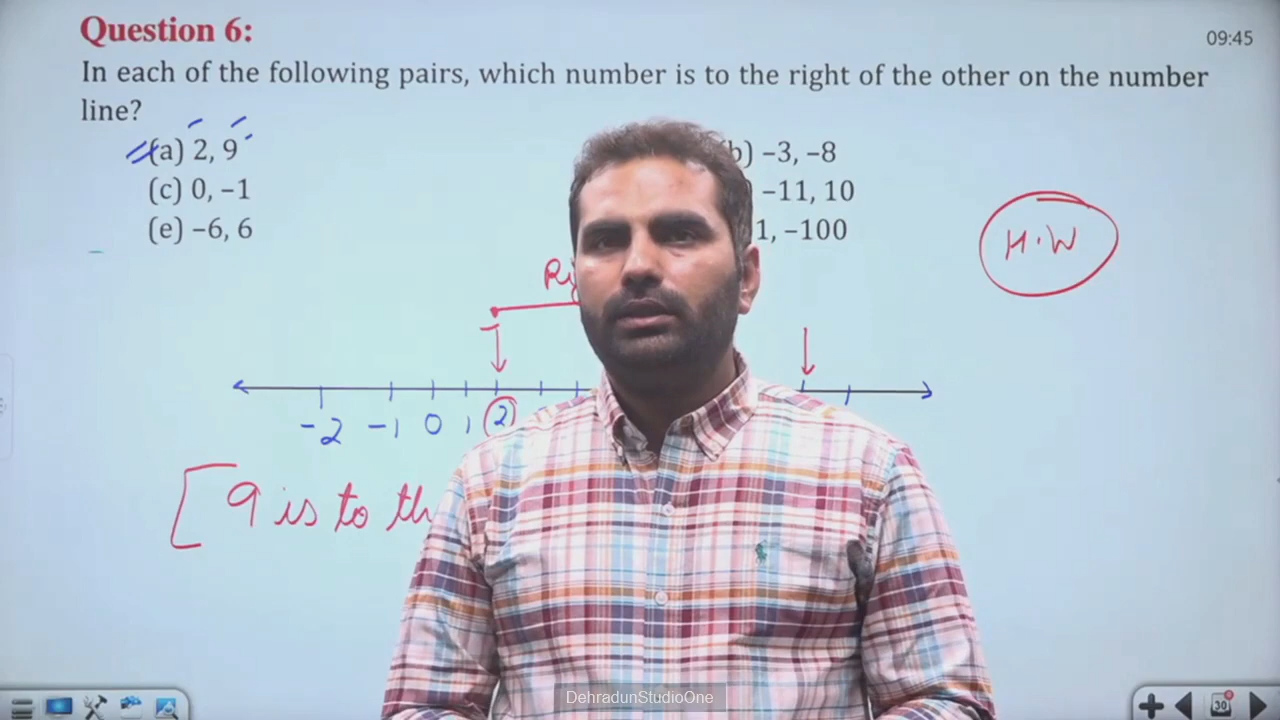 Question 6:
09:45
In each of the following pairs, which number is to the right of the other on the number
line?
(a) 2, 9
b) –3, –8
(c) 0, –1
–11, 10
(e) –6, 6
1, –100
H.W
-2 -1 0 1 2
9 is to
30
DehradunStudioOne